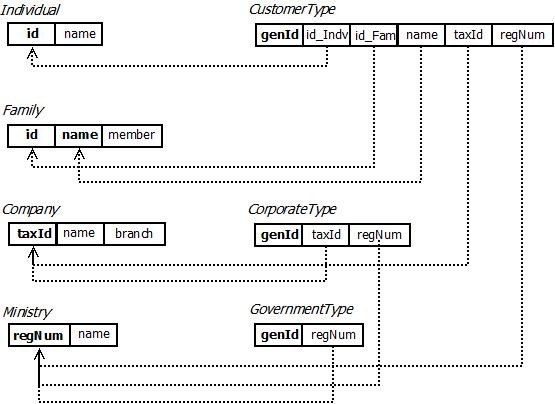 Individual
id name
CustomerType
genId id_Indv id_Fam name taxId regNum
Family
id name member
Company
taxId name branch
CorporateType
genId taxId regNum
Ministry
regNum name
GovernmentType
genId regNum